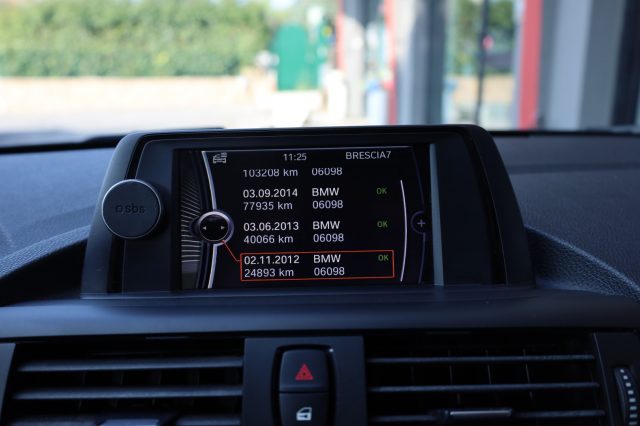 11:25 BRESCIA7
103208 km 06098
03.09.2014 BMW OK
77935 km 06098
03.06.2013 BMW OK
40066 km 06098
02.11.2012 BMW OK
24893 km 06098
+
sbs